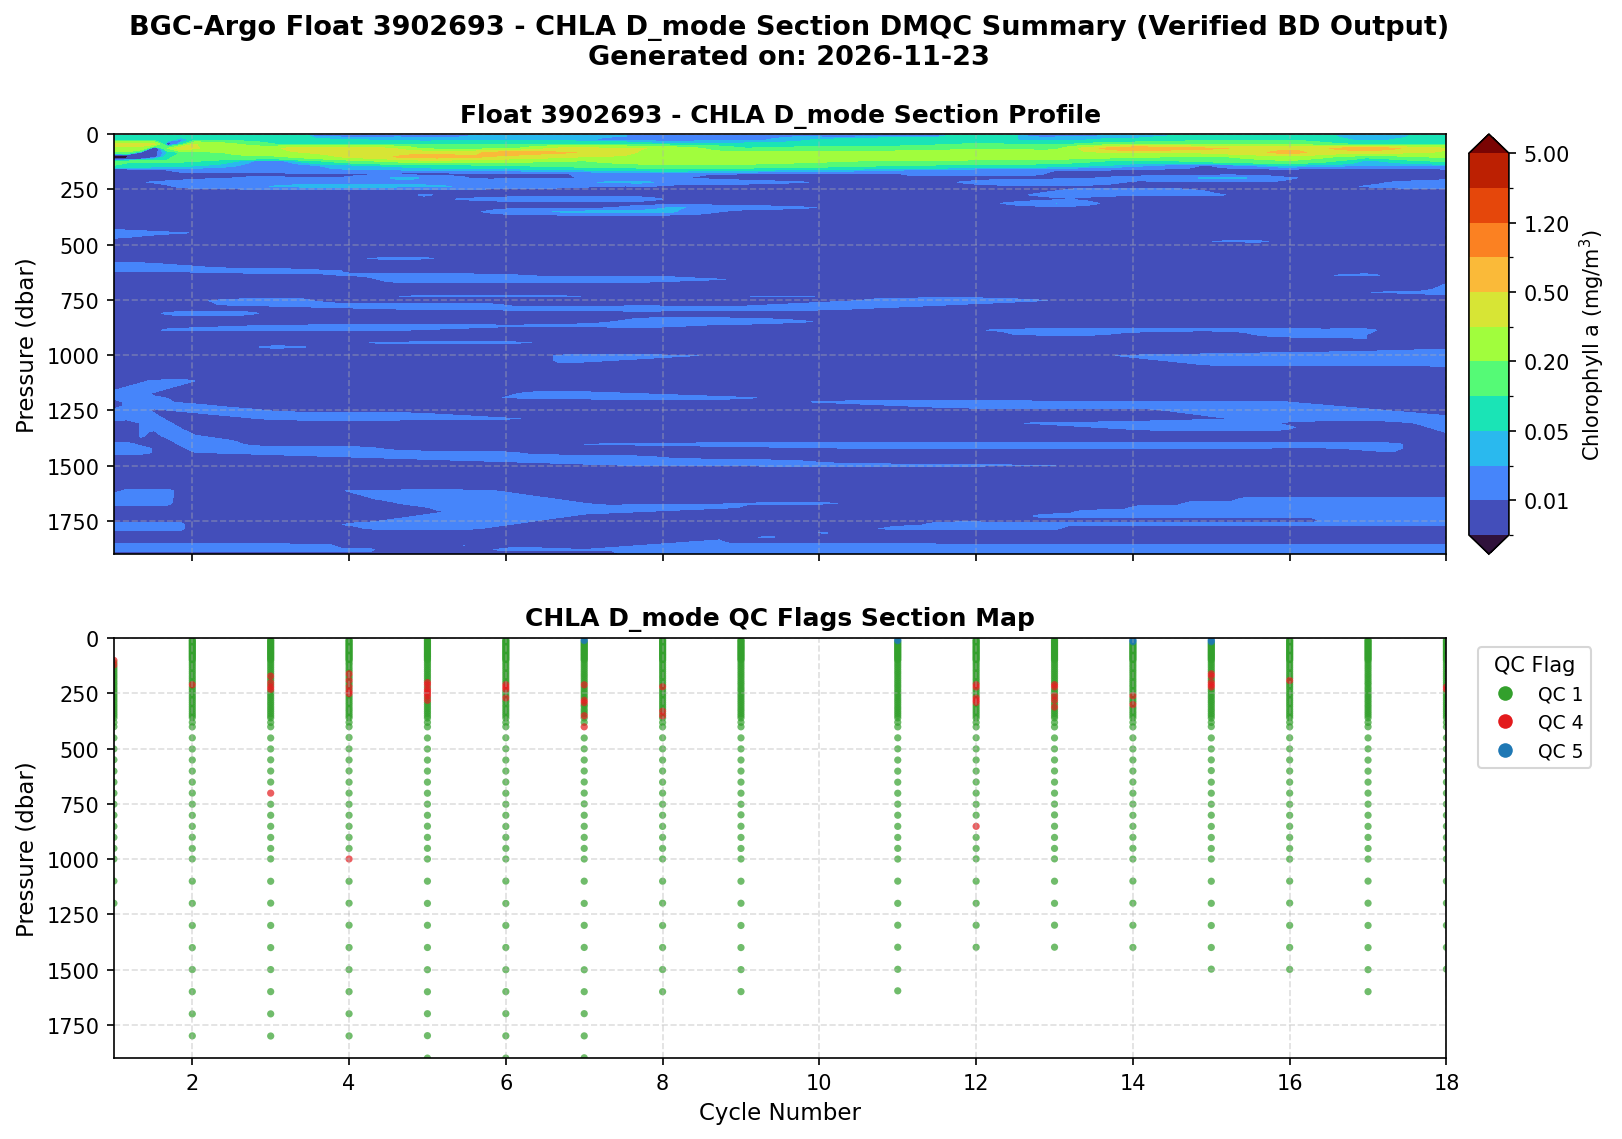 BGC-Argo Float 3902693 - CHLA D_mode Section DMQC Summary (Verified BD Output)
Generated on: 2026-11-23
Float 3902693 - CHLA D_mode Section Profile
0
250
500
750
1000
1250
1500
1750
Pressure (dbar)
5.00
1.20
0.50
0.20
0.05
0.01
Chlorophyll a (mg/m³)
CHLA D_mode QC Flags Section Map
0
250
500
750
1000
1250
1500
1750
Pressure (dbar)
2
4
6
8
10
12
14
16
18
Cycle Number
QC Flag
QC 1
QC 4
QC 5